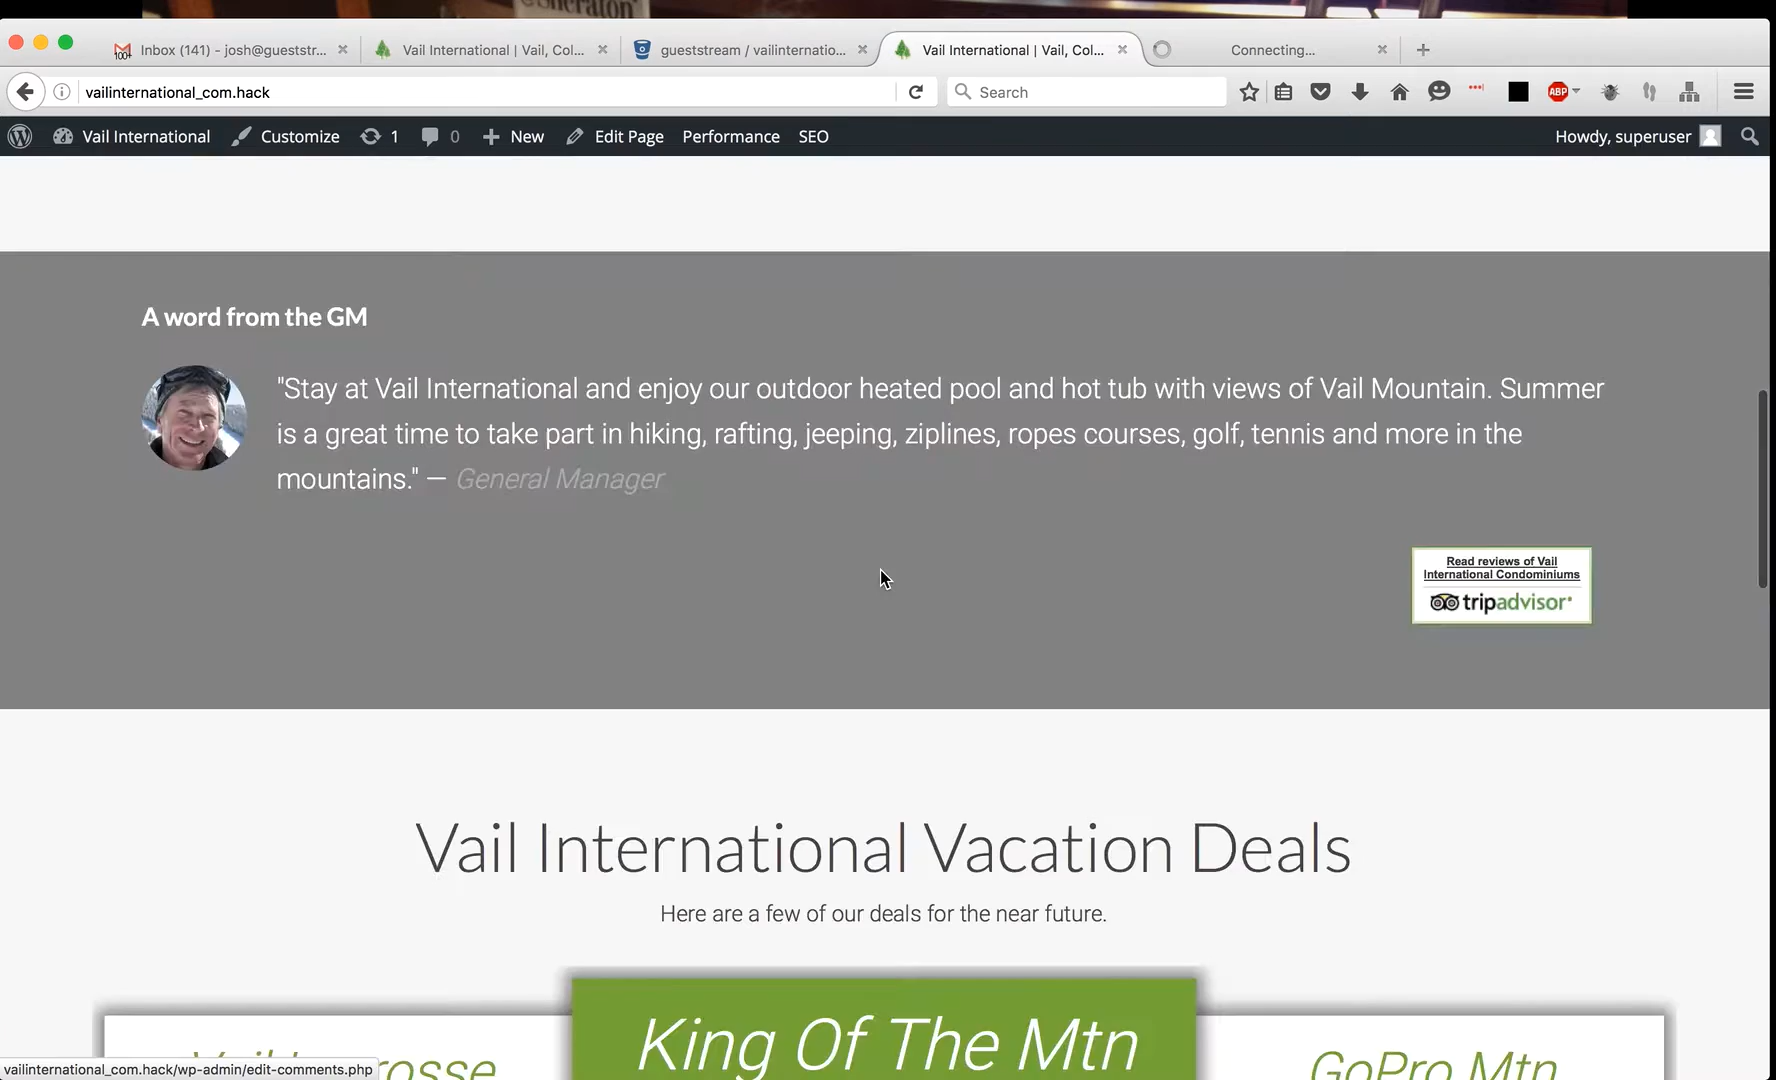 Sheraton
Inbox (141) - josh@gueststr...
Vail International | Vail, Col...
gueststream / vailinternatio...
Vail International | Vail, Col...
Connecting...
vailinternational_com.hack
Search
ABP
Vail International
Customize
1
0
New
Edit Page
Performance
SEO
Howdy, superuser
A word from the GM
"Stay at Vail International and enjoy our outdoor heated pool and hot tub with views of Vail Mountain. Summer
is a great time to take part in hiking, rafting, jeeping, ziplines, ropes courses, golf, tennis and more in the
mountains." — General Manager
Read reviews of Vail
International Condominiums
tripadvisor
Vail International Vacation Deals
Here are a few of our deals for the near future.
King Of The Mtn
GoPro Mtn
vailinternational_com.hack/wp-admin/edit-comments.php